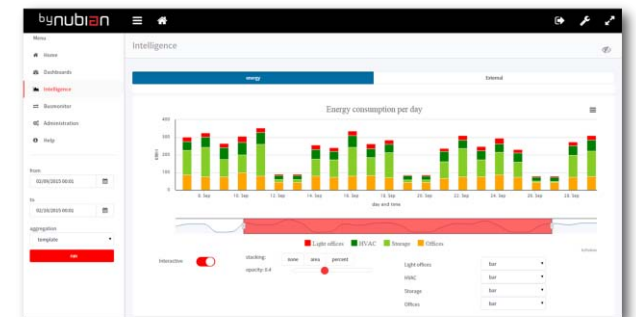 bynubian
Menu
Home
Dashboards
Intelligence
Busmonitor
Administration
Help
from
02/09/2015 00:01
to
02/10/2015 00:01
aggregation
template
Intelligence
energy
External
Energy consumption per day
400
300
200
100
0
8. Sep 10. Sep 12. Sep 14. Sep 16. Sep 18. Sep 20. Sep 22. Sep 24. Sep 26. Sep 28. Sep
day and time
Light offices HVAC Storage Offices
Interactive
stacking: none area percent
opacity: 0.4
Light offices bar
HVAC bar
Storage bar
Offices bar